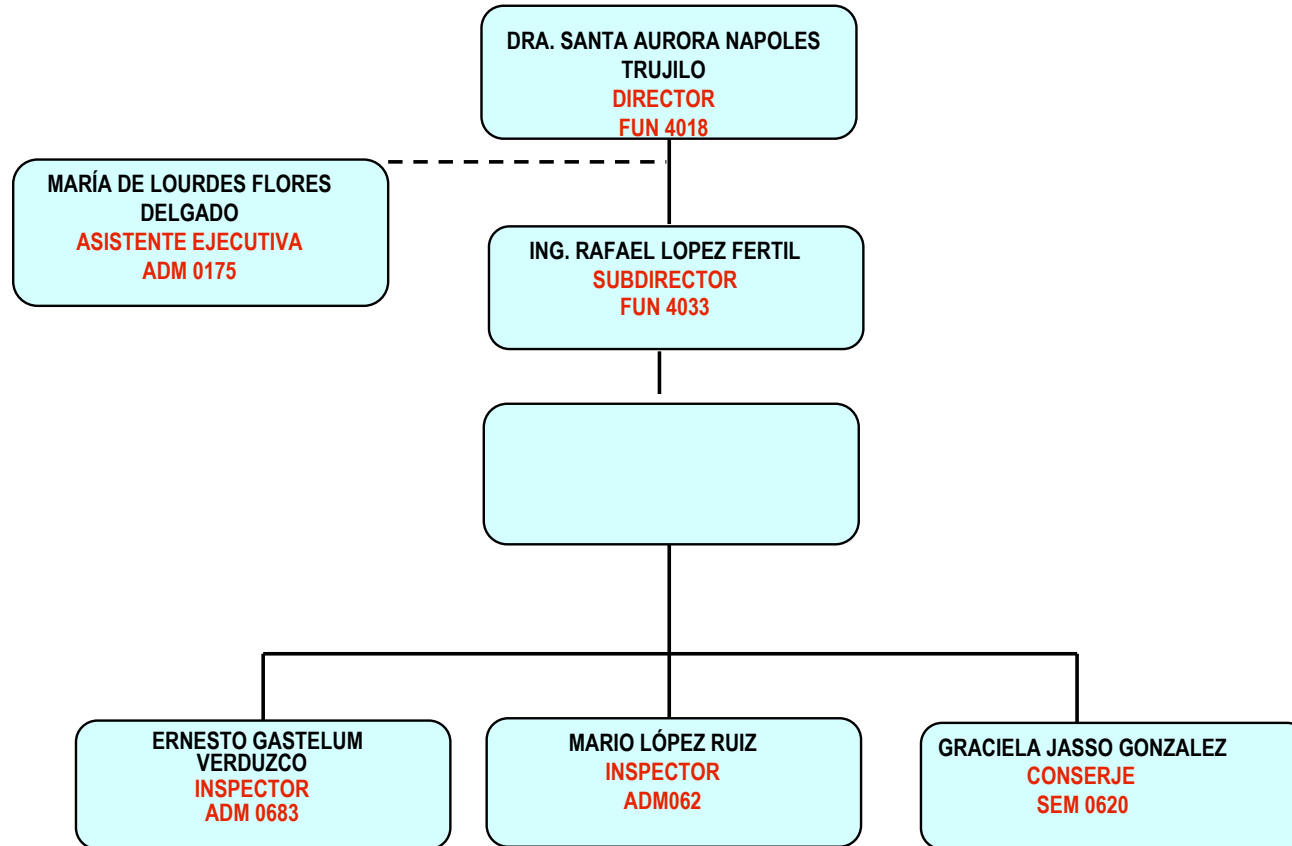 DRA. SANTA AURORA NAPOLES
TRUJILO
DIRECTOR
FUN 4018
MARÍA DE LOURDES FLORES
DELGADO
ASISTENTE EJECUTIVA
ADM 0175
ING. RAFAEL LOPEZ FERTIL
SUBDIRECTOR
FUN 4033
ERNESTO GASTELUM
VERDUZCO
INSPECTOR
ADM 0683
MARIO LÓPEZ RUIZ
INSPECTOR
ADM062
GRACIELA JASSO GONZALEZ
CONSERJE
SEM 0620